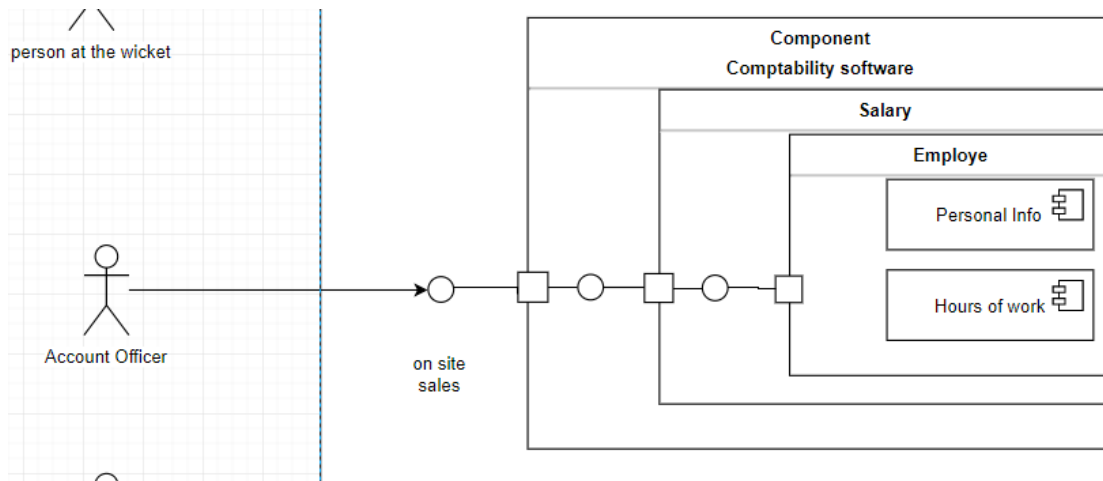 person at the wicket
Component
Comptability software
Salary
Employe
Personal Info
Hours of work
Account Officer
on site
sales